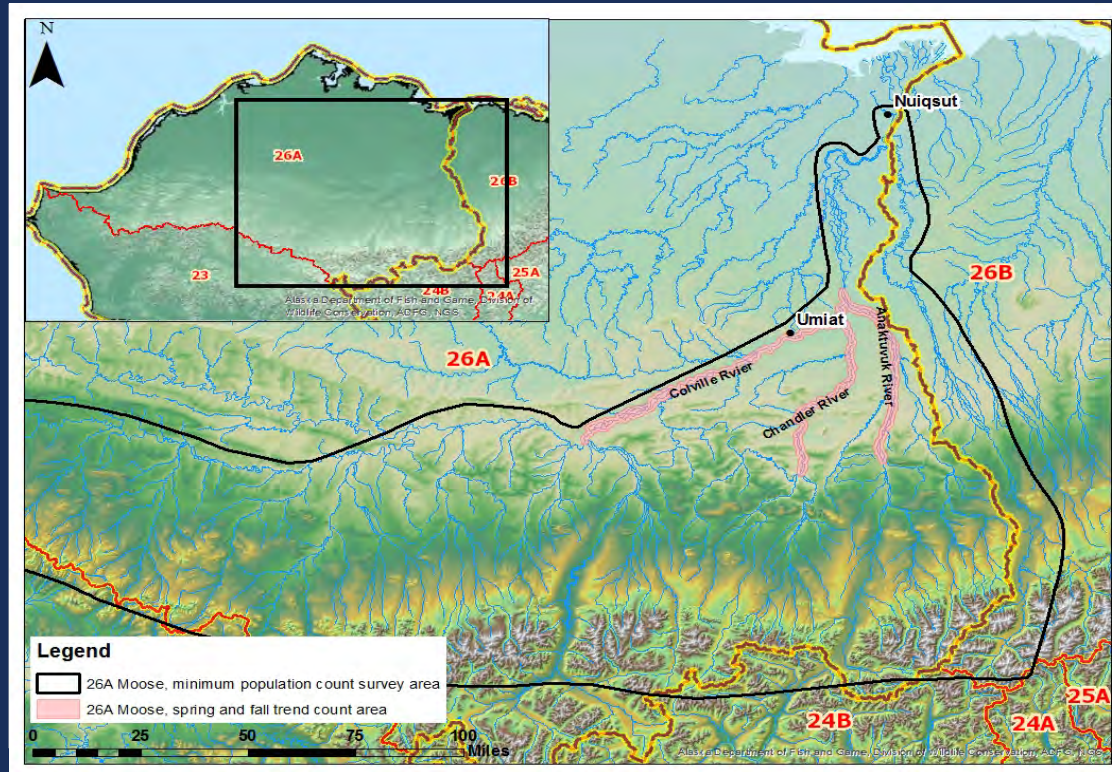 N
26A
26B
23
24B
24A
25A
Alaska Department of Fish and Game, Division of
Wildlife Conservation, ADFG, NGS
Nuiqsut
26B
Umiat
26A
Anaktuvuk River
Colville Rvier
Chandler River
Legend
26A Moose, minimum population count survey area
26A Moose, spring and fall trend count area
0 25 50 75 100
Miles
24B
24A
25A
Alaska Department of Fish and Game, Division of Wildlife Conservation, ADFG, NGS